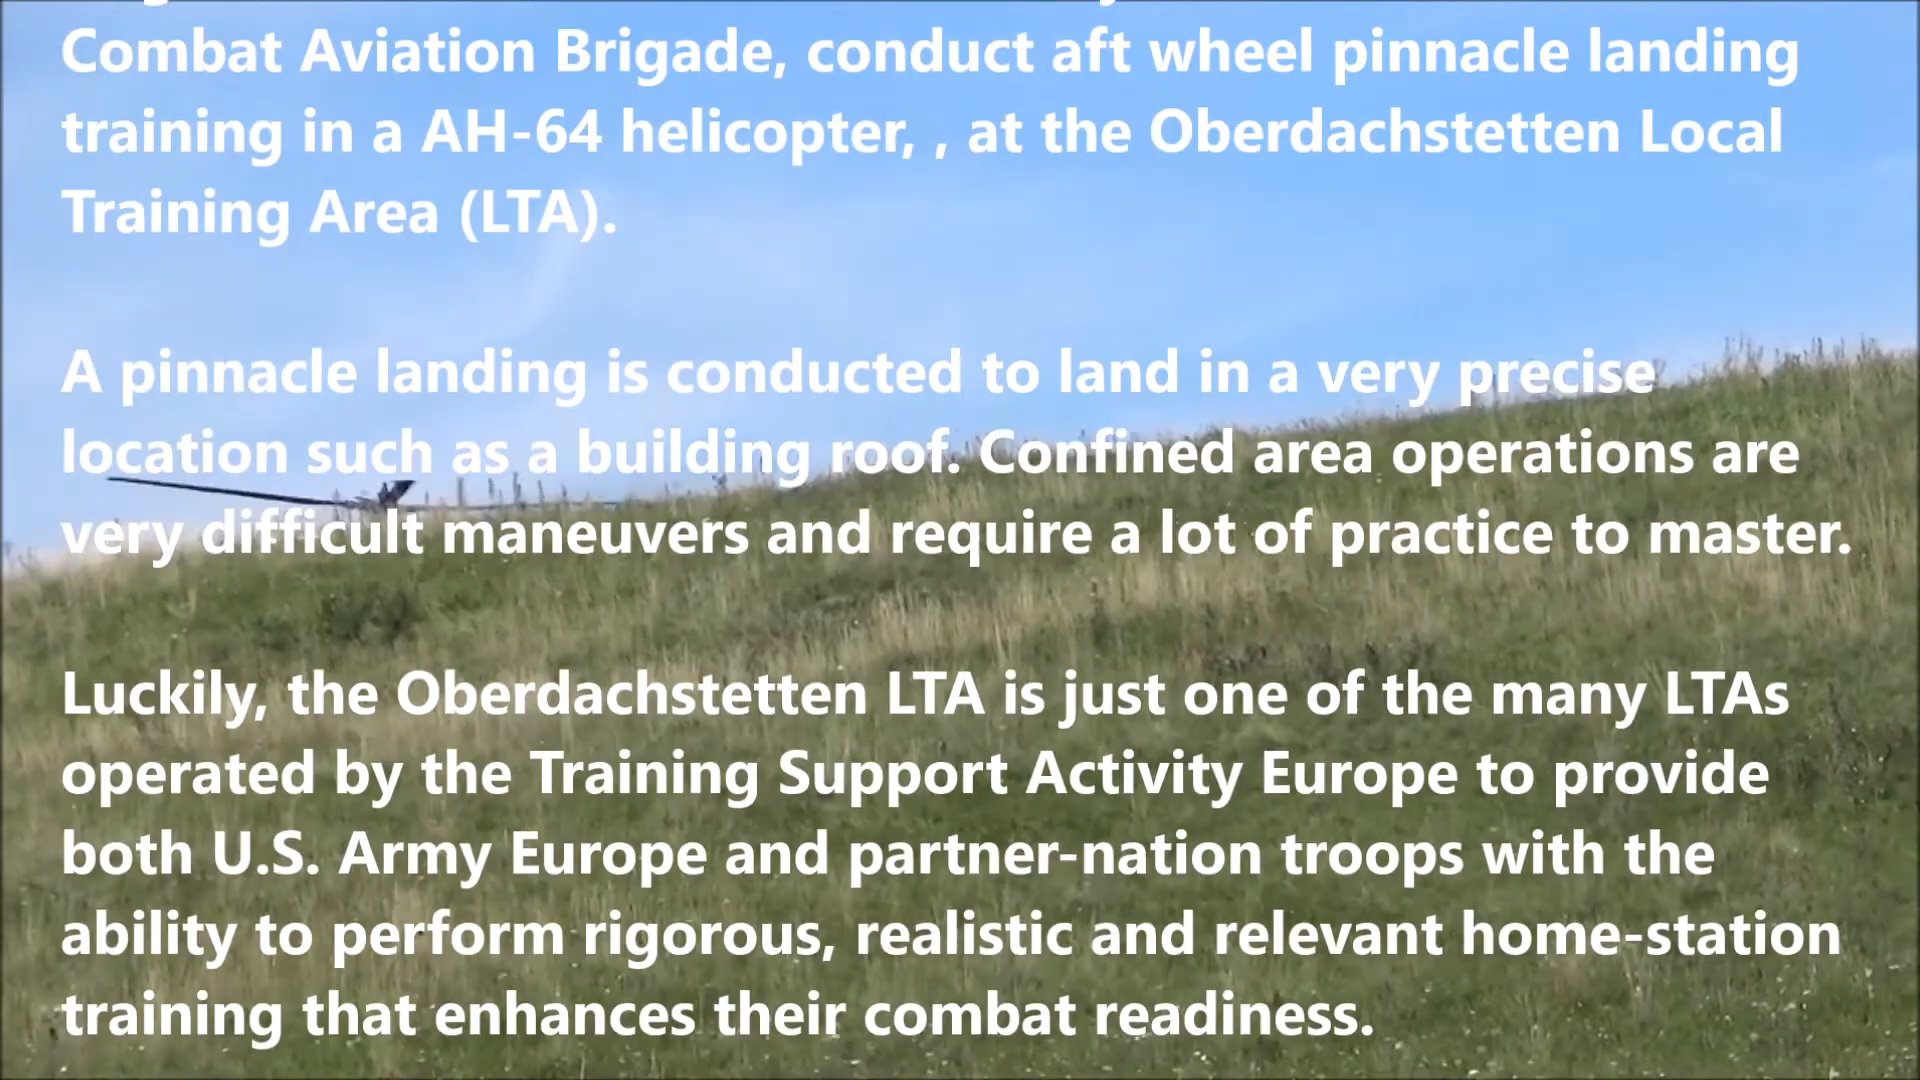 Combat Aviation Brigade, conduct aft wheel pinnacle landing
training in a AH-64 helicopter, , at the Oberdachstetten Local
Training Area (LTA).
A pinnacle landing is conducted to land in a very precise
location such as a building roof. Confined area operations are
very difficult maneuvers and require a lot of practice to master.
Luckily, the Oberdachstetten LTA is just one of the many LTAs
operated by the Training Support Activity Europe to provide
both U.S. Army Europe and partner-nation troops with the
ability to perform rigorous, realistic and relevant home-station
training that enhances their combat readiness.